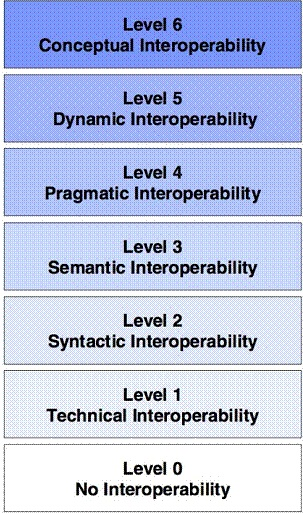 Level 6
Conceptual Interoperability
Level 5
Dynamic Interoperability
Level 4
Pragmatic Interoperability
Level 3
Semantic Interoperability
Level 2
Syntactic Interoperability
Level 1
Technical Interoperability
Level 0
No Interoperability